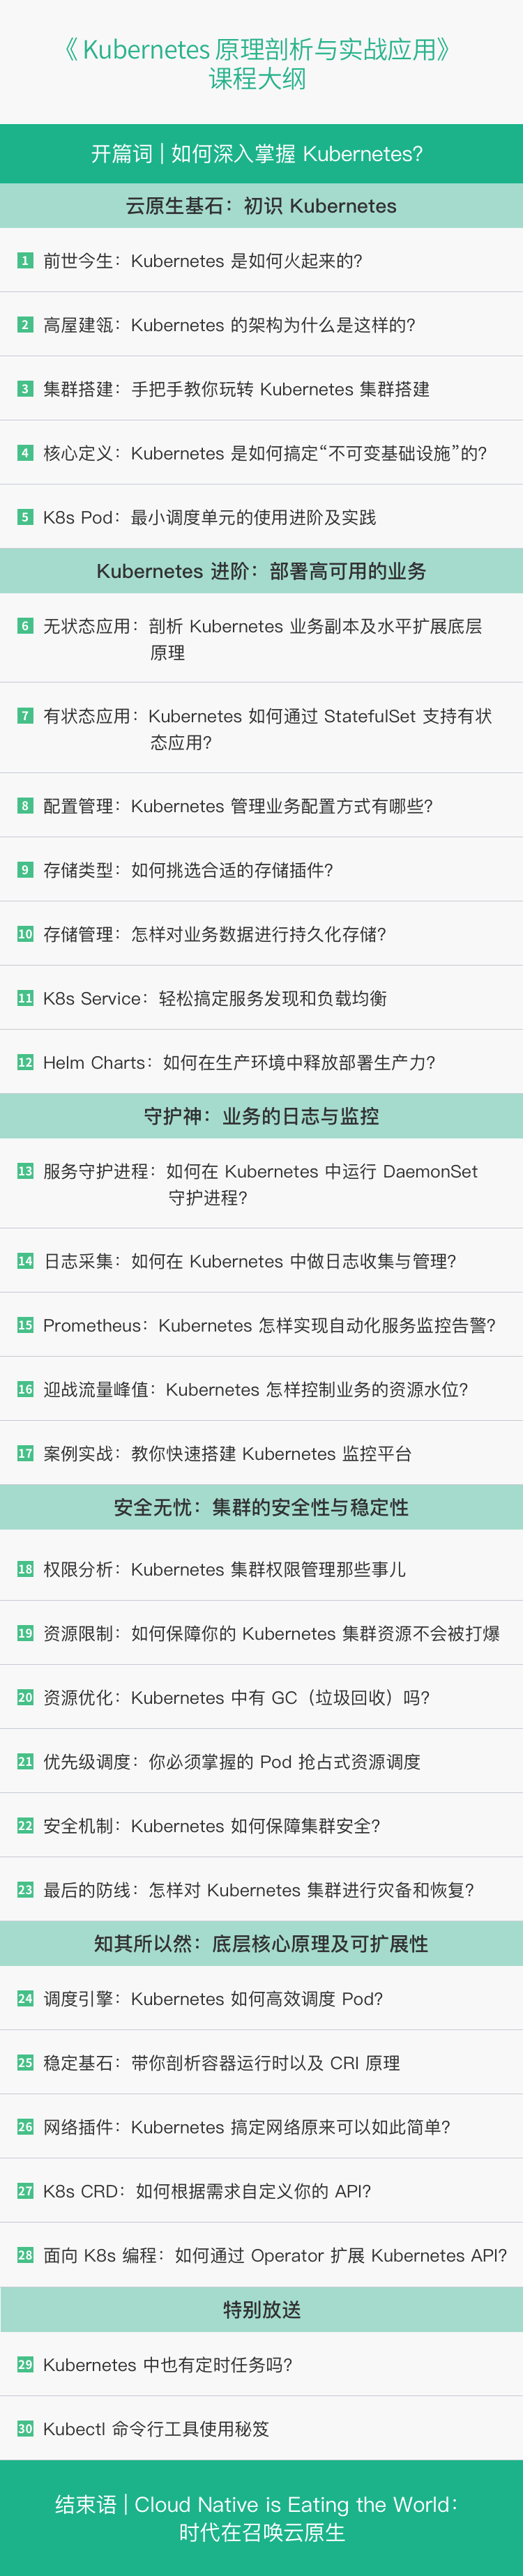 《 Kubernetes 原理剖析与实战应用》
课程大纲
开篇词 | 如何深入掌握 Kubernetes?
云原生基石：初识 Kubernetes
1 前世今生：Kubernetes 是如何火起来的?
2 高屋建瓴：Kubernetes 的架构为什么是这样的?
3 集群搭建：手把手教你玩转 Kubernetes 集群搭建
4 核心定义：Kubernetes 是如何搞定“不可变基础设施”的?
5 K8s Pod：最小调度单元的使用进阶及实践
Kubernetes 进阶：部署高可用的业务
6 无状态应用：剖析 Kubernetes 业务副本及水平扩展底层
原理
7 有状态应用：Kubernetes 如何通过 StatefulSet 支持有状
态应用?
8 配置管理：Kubernetes 管理业务配置方式有哪些?
9 存储类型：如何挑选合适的存储插件?
10 存储管理：怎样对业务数据进行持久化存储?
11 K8s Service：轻松搞定服务发现和负载均衡
12 Helm Charts：如何在生产环境中释放部署生产力?
守护神：业务的日志与监控
13 服务守护进程：如何在 Kubernetes 中运行 DaemonSet
守护进程?
14 日志采集：如何在 Kubernetes 中做日志收集与管理?
15 Prometheus：Kubernetes 怎样实现自动化服务监控告警?
16 迎战流量峰值：Kubernetes 怎样控制业务的资源水位?
17 案例实战：教你快速搭建 Kubernetes 监控平台
安全无忧：集群的安全性与稳定性
18 权限分析：Kubernetes 集群权限管理那些事儿
19 资源限制：如何保障你的 Kubernetes 集群资源不会被打爆
20 资源优化：Kubernetes 中有 GC（垃圾回收）吗?
21 优先级调度：你必须掌握的 Pod 抢占式资源调度
22 安全机制：Kubernetes 如何保障集群安全?
23 最后的防线：怎样对 Kubernetes 集群进行灾备和恢复?
知其所以然：底层核心原理及可扩展性
24 调度引擎：Kubernetes 如何高效调度 Pod?
25 稳定基石：带你剖析容器运行时以及 CRI 原理
26 网络插件：Kubernetes 搞定网络原来可以如此简单?
27 K8s CRD：如何根据需求自定义你的 API?
28 面向 K8s 编程：如何通过 Operator 扩展 Kubernetes API?
特别放送
29 Kubernetes 中也有定时任务吗?
30 Kubectl 命令行工具使用秘笈
结束语 | Cloud Native is Eating the World：
时代在召唤云原生